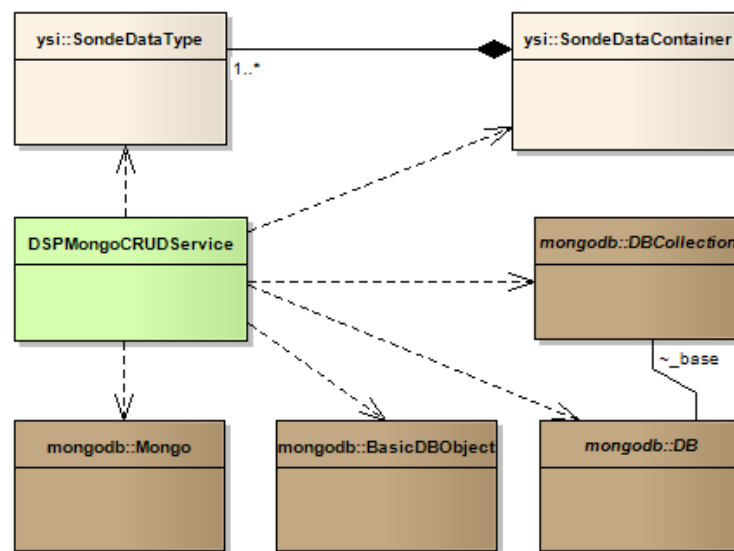 ysi::SondeDataType
ysi::SondeDataContainer
1..*
DSPMongoCRUDService
mongodb::DBCollection
~_base
mongodb::Mongo
mongodb::BasicDBObject
mongodb::DB